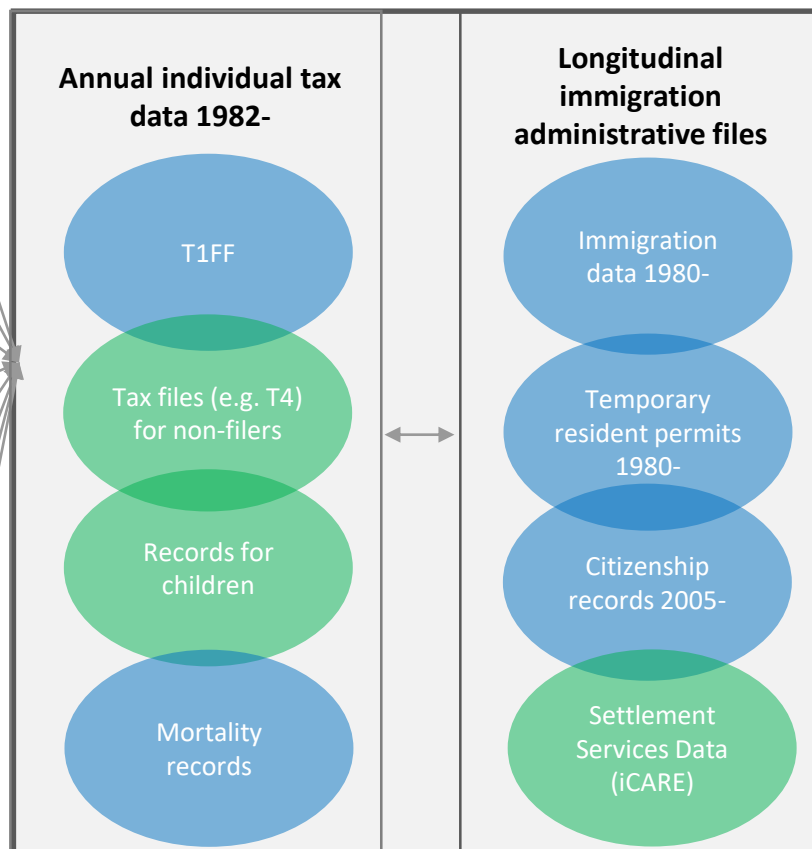 Annual individual tax
data 1982-
T1FF
Tax files (e.g. T4)
for non-filers
Records for
children
Mortality
records
Longitudinal
immigration
administrative files
Immigration
data 1980-
Temporary
resident permits
1980-
Citizenship
records 2005-
Settlement
Services Data
(iCARE)